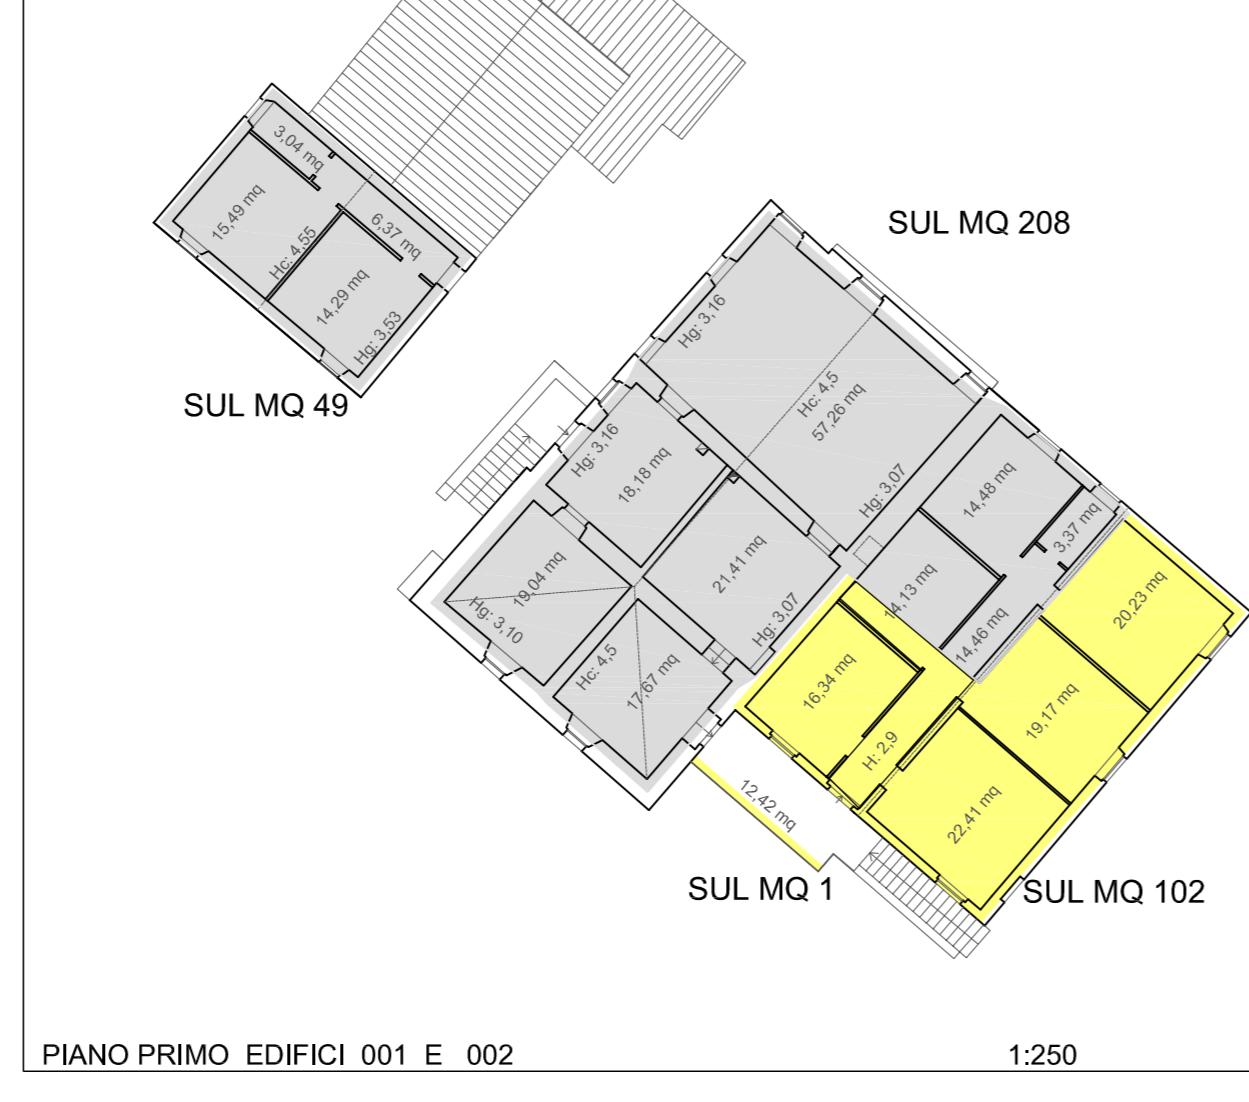 3,04 mq
15,49 mq
Hc: 4,55
6,37 mq
14,29 mq
Hg: 3,53
SUL MQ 49
SUL MQ 208
Hg: 3,16
Hc: 4,5
57,26 mq
Hg: 3,07
Hg: 3,16
18,18 mq
14,48 mq
3,37 mq
21,41 mq
Hg: 3,07
19,04 mq
Hg: 3,10
14,13 mq
14,46 mq
20,23 mq
Hc: 4,5
17,67 mq
16,34 mq
19,17 mq
H: 2,9
12,42 mq
22,41 mq
SUL MQ 1
SUL MQ 102
PIANO PRIMO EDIFICI 001 E 002
1:250